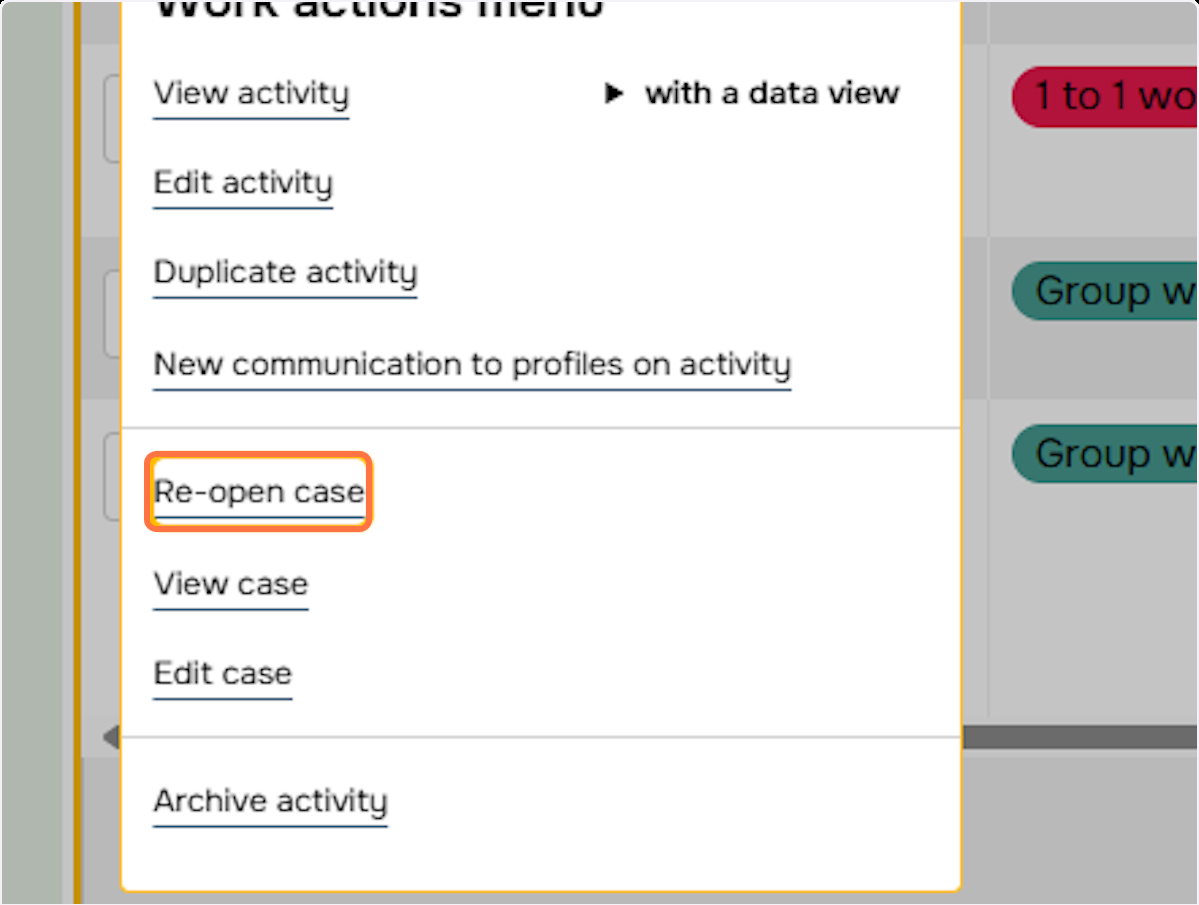 Work actions menu
View activity
with a data view
1 to 1 wo
Edit activity
Duplicate activity
Group w
New communication to profiles on activity
Group w
Re-open case
View case
Edit case
Archive activity